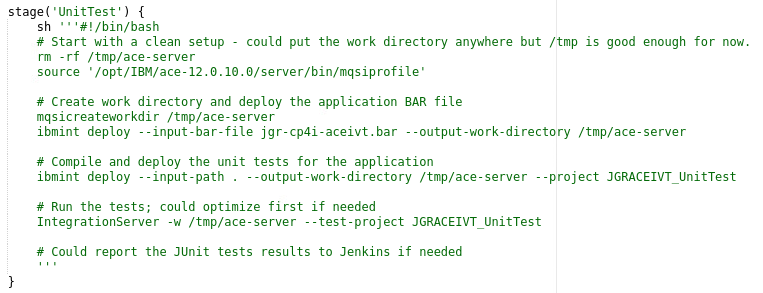 stage('UnitTest') {
    sh '''#!/bin/bash
    # Start with a clean setup - could put the work directory anywhere but /tmp is good enough for now.
    rm -rf /tmp/ace-server
    source '/opt/IBM/ace-12.0.10.0/server/bin/mqsiprofile'

    # Create work directory and deploy the application BAR file
    mqsicreateworkdir /tmp/ace-server
    ibmint deploy --input-bar-file jgr-cp4i-aceivt.bar --output-work-directory /tmp/ace-server

    # Compile and deploy the unit tests for the application
    ibmint deploy --input-path . --output-work-directory /tmp/ace-server --project JGRACEIVT_UnitTest

    # Run the tests; could optimize first if needed
    IntegrationServer -w /tmp/ace-server --test-project JGRACEIVT_UnitTest

    # Could report the JUnit tests results to Jenkins if needed
    '''
}